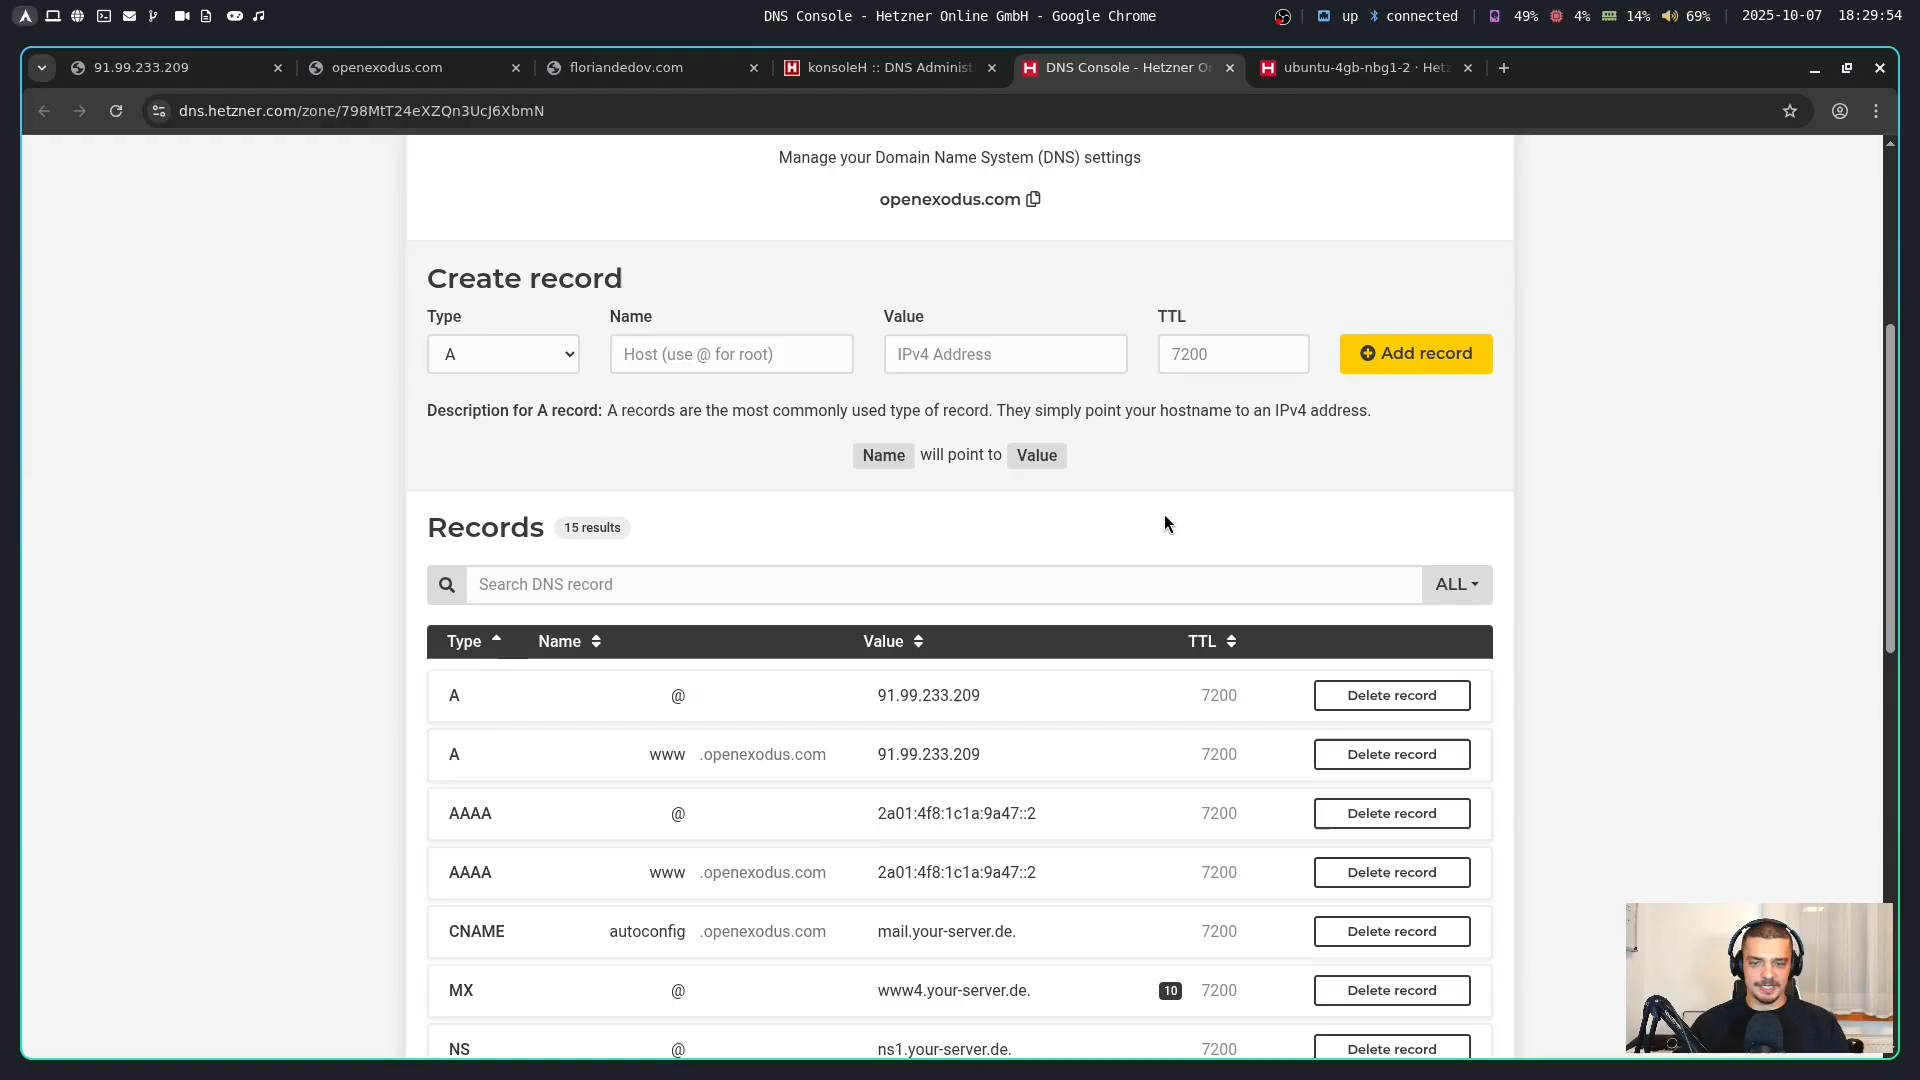 DNS Console - Hetzner Online GmbH - Google Chrome
up connected 49% 4% 14% 69% 2025-10-07 18:29:54
91.99.233.209
openexodus.com
floriandedov.com
konsoleH :: DNS Administ
DNS Console - Hetzner O
ubuntu-4gb-nbg1-2 · Hetz
dns.hetzner.com/zone/798MtT24eXZQn3UcJ6XbmN
Manage your Domain Name System (DNS) settings
openexodus.com
Create record
Type Name Value TTL
A Host (use @ for root) IPv4 Address 7200 Add record
Description for A record: A records are the most commonly used type of record. They simply point your hostname to an IPv4 address.
Name will point to Value
Records 15 results
Search DNS record ALL
Type Name Value TTL
A @ 91.99.233.209 7200 Delete record
A www .openexodus.com 91.99.233.209 7200 Delete record
AAAA @ 2a01:4f8:1c1a:9a47::2 7200 Delete record
AAAA www .openexodus.com 2a01:4f8:1c1a:9a47::2 7200 Delete record
CNAME autoconfig .openexodus.com mail.your-server.de. 7200 Delete record
MX @ www4.your-server.de. 10 7200 Delete record
NS @ ns1.your-server.de. 7200 Delete record